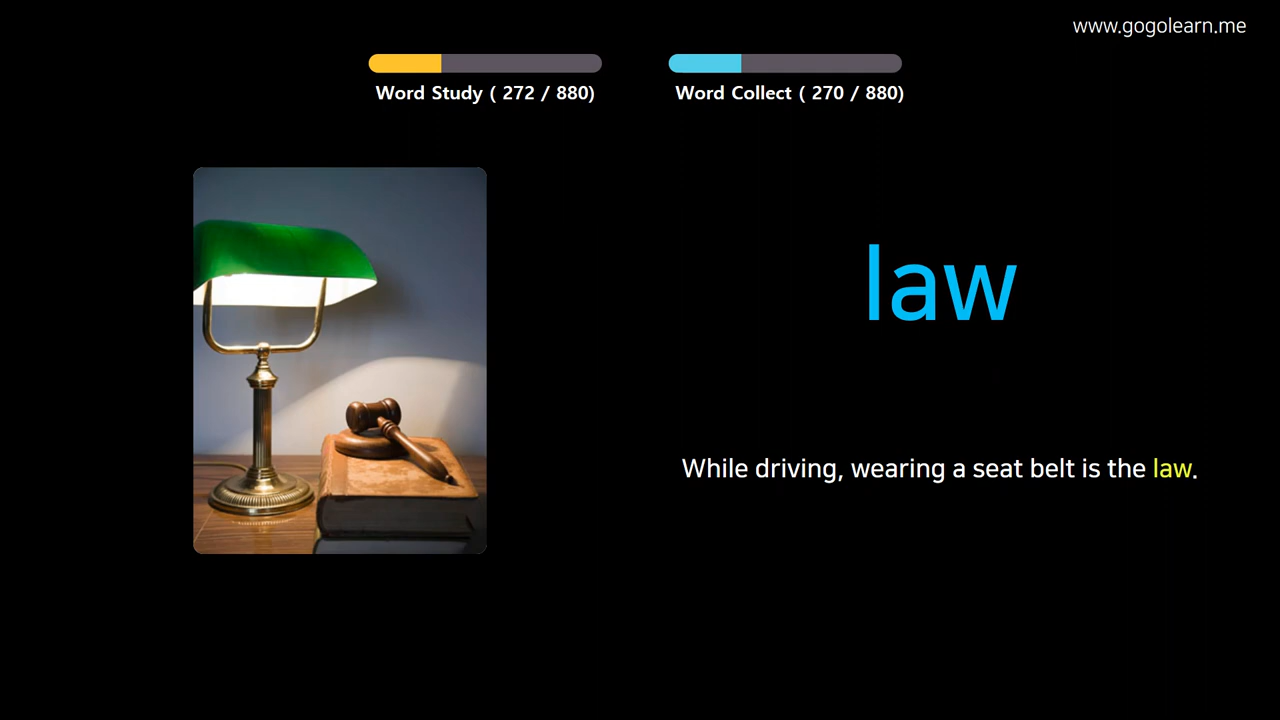 www.gogolearn.me
Word Study ( 272 / 880)
Word Collect ( 270 / 880)
law
While driving, wearing a seat belt is the law.